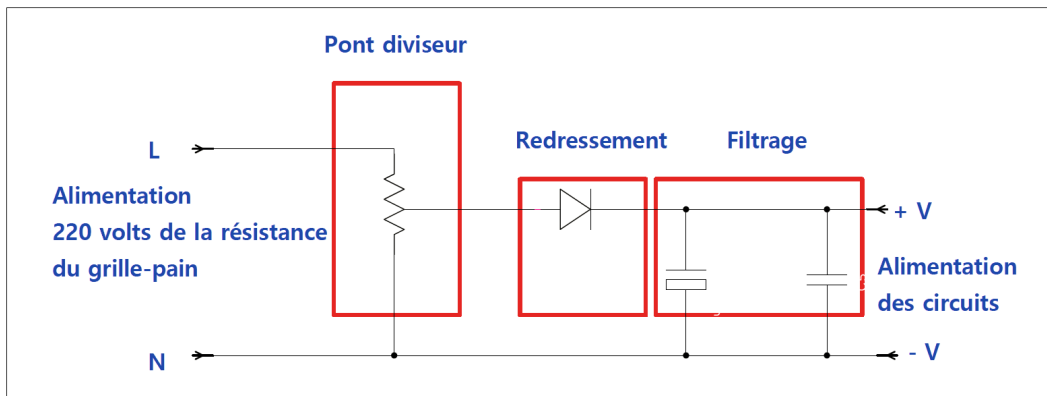 Pont diviseur
Redressement
Filtrage
L
Alimentation
220 volts de la résistance
du grille-pain
+ V
Alimentation
des circuits
N
- V